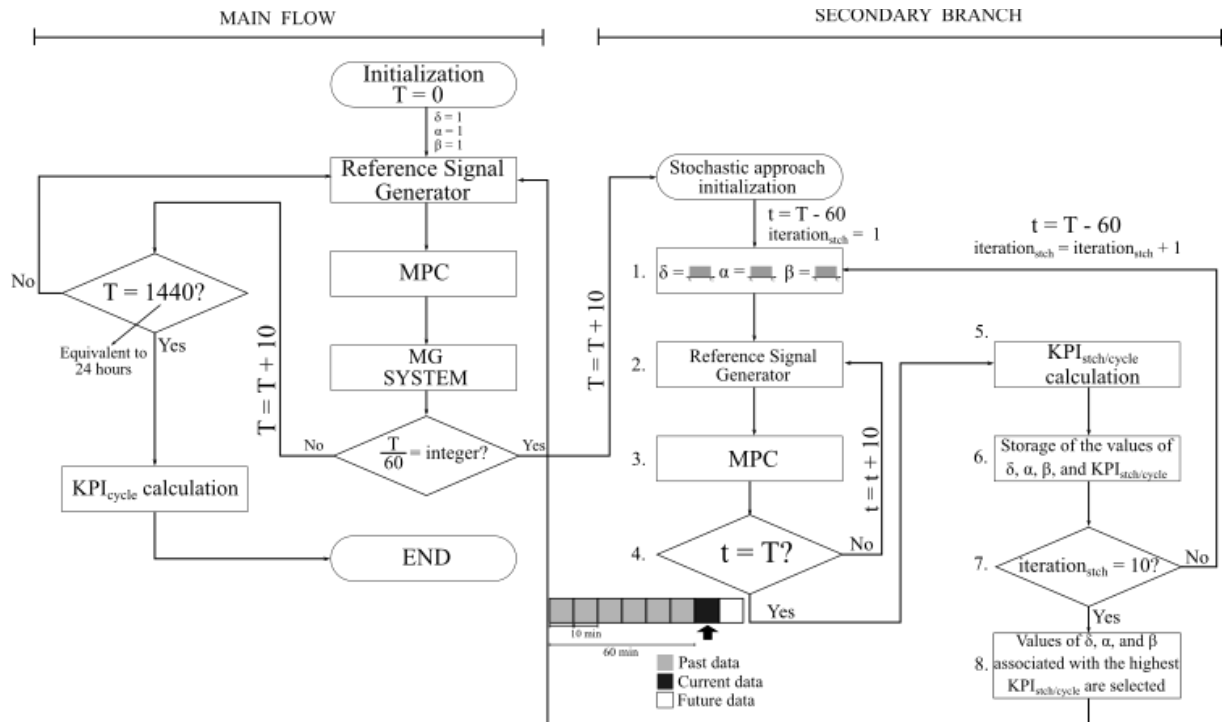 MAIN FLOW
SECONDARY BRANCH
Initialization
T = 0
δ = 1
α = 1
β = 1
Reference Signal
Generator
MPC
MG
SYSTEM
T
60 = integer?
No
Yes
T = T + 10
T = 1440?
No
Yes
Equivalent to
24 hours
KPIcycle calculation
END
T = T + 10
Stochastic approach
initialization
t = T - 60
iterationstch = 1
1. δ = α = β =
2. Reference Signal
Generator
3. MPC
4. t = T?
No
t = t + 10
Yes
t = T - 60
iterationstch = iterationstch + 1
5.
KPIstch/cycle
calculation
6. Storage of the values of
δ, α, β, and KPIstch/cycle
7. iterationstch = 10?
No
Yes
8. Values of δ, α, and β
associated with the highest
KPIstch/cycle are selected
10 min
60 min
Past data
Current data
Future data